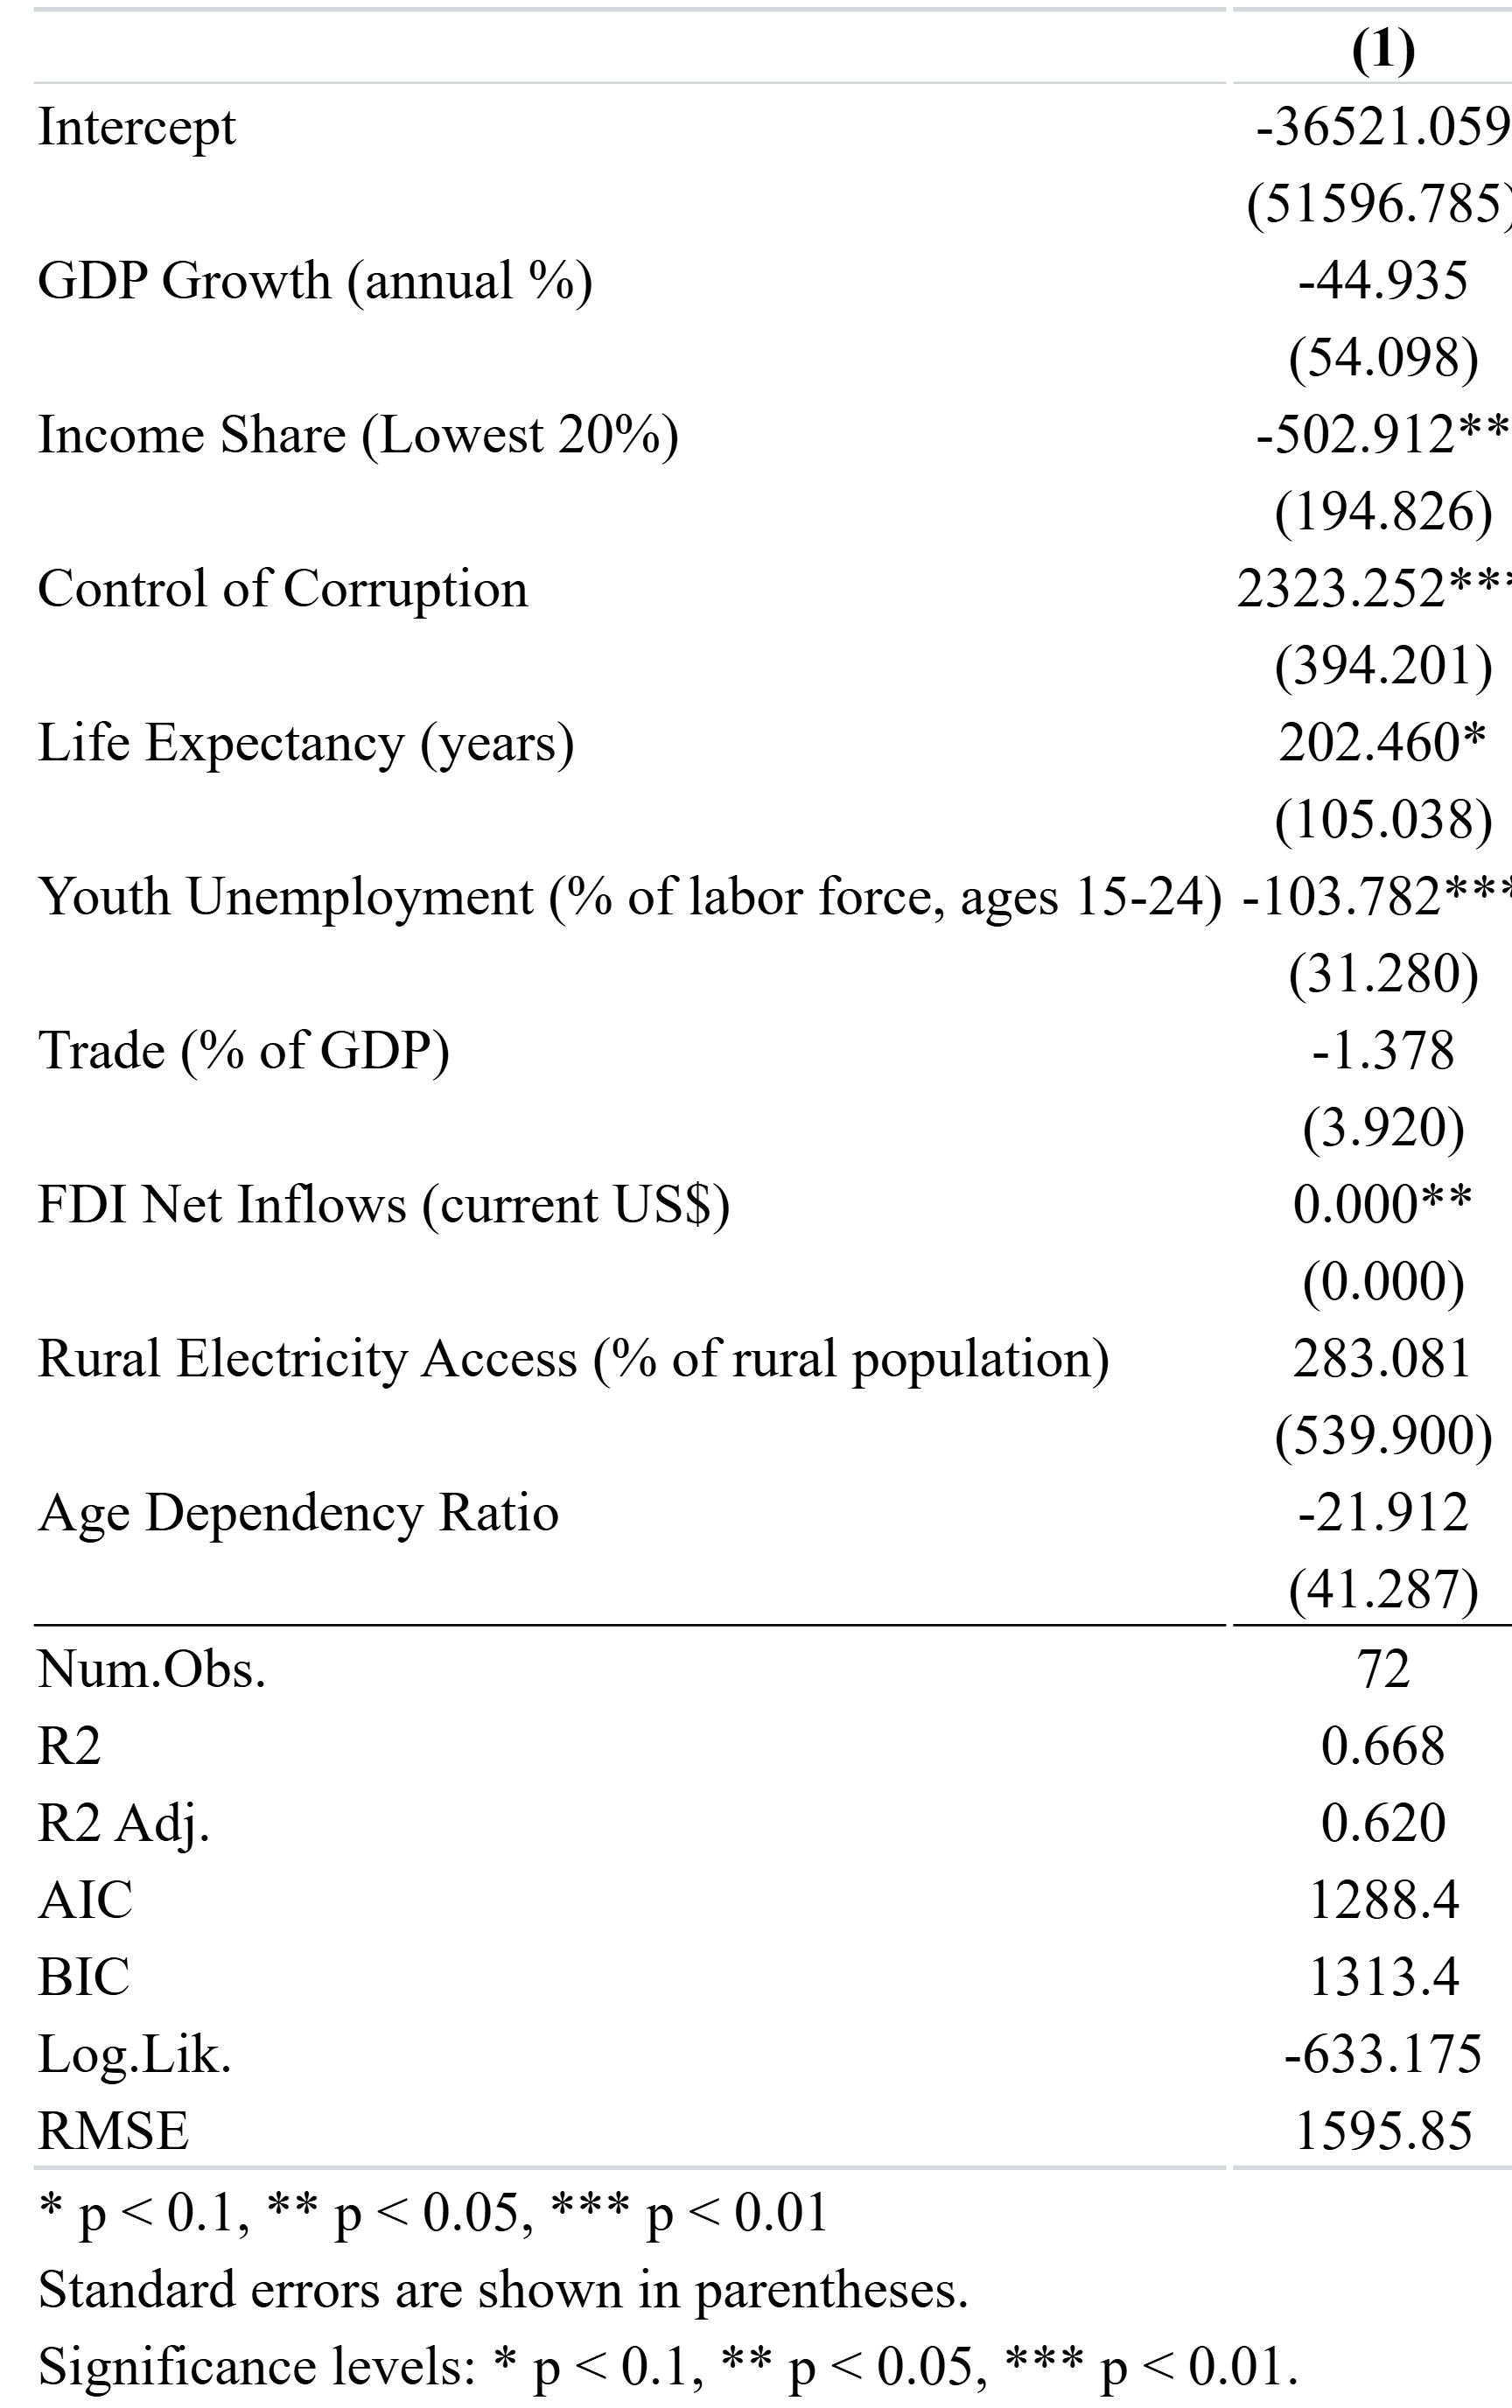 (1)
Intercept -36521.059
(51596.785)
GDP Growth (annual %) -44.935
(54.098)
Income Share (Lowest 20%) -502.912**
(194.826)
Control of Corruption 2323.252***
(394.201)
Life Expectancy (years) 202.460*
(105.038)
Youth Unemployment (% of labor force, ages 15-24) -103.782***
(31.280)
Trade (% of GDP) -1.378
(3.920)
FDI Net Inflows (current US$) 0.000**
(0.000)
Rural Electricity Access (% of rural population) 283.081
(539.900)
Age Dependency Ratio -21.912
(41.287)
Num.Obs. 72
R2 0.668
R2 Adj. 0.620
AIC 1288.4
BIC 1313.4
Log.Lik. -633.175
RMSE 1595.85
* p < 0.1, ** p < 0.05, *** p < 0.01
Standard errors are shown in parentheses.
Significance levels: * p < 0.1, ** p < 0.05, *** p < 0.01.